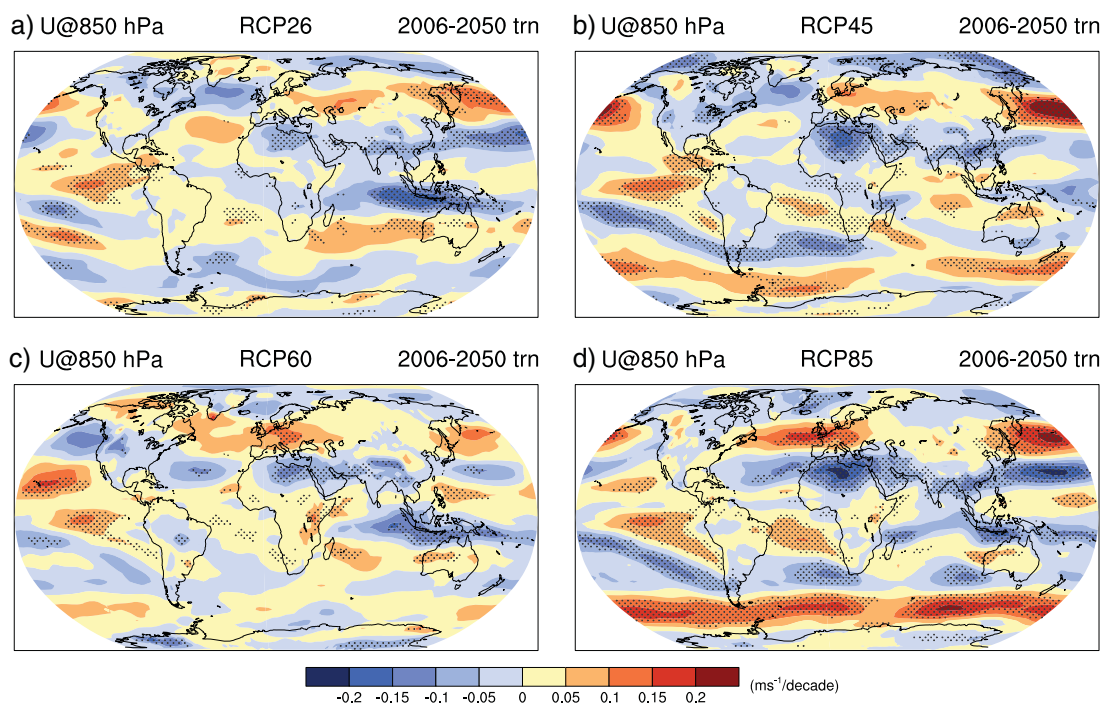 a) U@850 hPa RCP26 2006-2050 trn
b) U@850 hPa RCP45 2006-2050 trn
c) U@850 hPa RCP60 2006-2050 trn
d) U@850 hPa RCP85 2006-2050 trn
-0.2 -0.15 -0.1 -0.05 0 0.05 0.1 0.15 0.2 (ms⁻¹/decade)